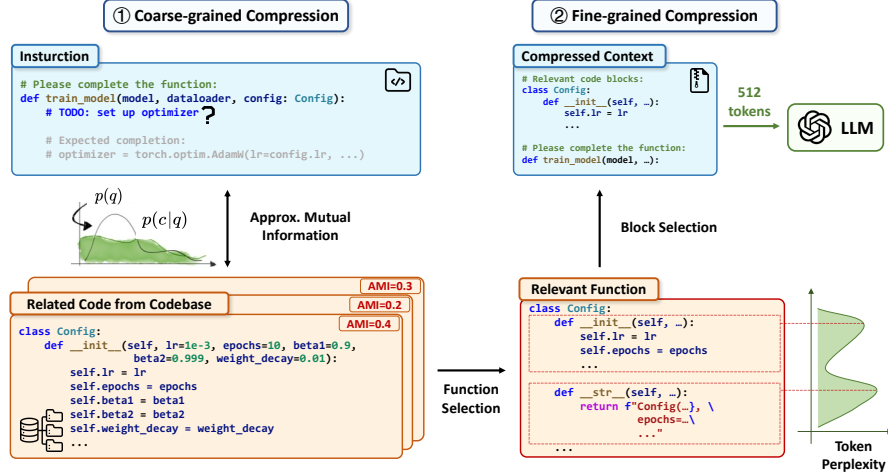 ① Coarse-grained Compression
Insturction
# Please complete the function:
def train_model(model, dataloader, config: Config):
# TODO: set up optimizer?
# Expected completion:
# optimizer = torch.optim.AdamW(lr=config.lr, ...)
p(q)
p(c|q)
Approx. Mutual
Information
AMI=0.3
AMI=0.2
AMI=0.4
Related Code from Codebase
class Config:
def __init__(self, lr=1e-3, epochs=10, beta1=0.9,
beta2=0.999, weight_decay=0.01):
self.lr = lr
self.epochs = epochs
self.beta1 = beta1
self.beta2 = beta2
self.weight_decay = weight_decay
...
Function
Selection
② Fine-grained Compression
Compressed Context
# Relevant code blocks:
class Config:
def __init__(self, …):
self.lr = lr
...
# Please complete the function:
def train_model(model, …):
512
tokens
LLM
Block Selection
Relevant Function
class Config:
def __init__(self, …):
self.lr = lr
self.epochs = epochs
...
def __str__(self, …):
return f"Config(…}, \
epochs=…\
..."
...
Token
Perplexity